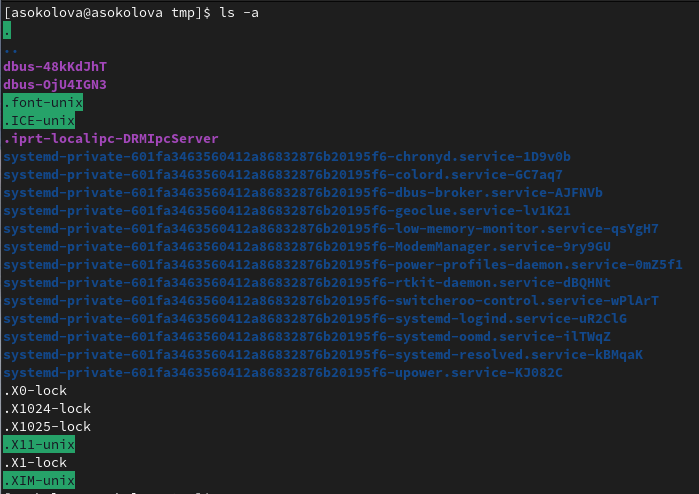 [asokolova@asokolova tmp]$ ls -a
.
..
dbus-48kKdJhT
dbus-OjU4IGN3
.font-unix
.ICE-unix
.iprt-localipc-DRMIpcServer
systemd-private-601fa3463560412a86832876b20195f6-chronyd.service-1D9v0b
systemd-private-601fa3463560412a86832876b20195f6-colord.service-GC7aq7
systemd-private-601fa3463560412a86832876b20195f6-dbus-broker.service-AJFNVb
systemd-private-601fa3463560412a86832876b20195f6-geoclue.service-lv1K21
systemd-private-601fa3463560412a86832876b20195f6-low-memory-monitor.service-qsYgH7
systemd-private-601fa3463560412a86832876b20195f6-ModemManager.service-9ry9GU
systemd-private-601fa3463560412a86832876b20195f6-power-profiles-daemon.service-0mZ5f1
systemd-private-601fa3463560412a86832876b20195f6-rtkit-daemon.service-dBQHNt
systemd-private-601fa3463560412a86832876b20195f6-switcheroo-control.service-wPlArT
systemd-private-601fa3463560412a86832876b20195f6-systemd-logind.service-uR2ClG
systemd-private-601fa3463560412a86832876b20195f6-systemd-oomd.service-ilTWqZ
systemd-private-601fa3463560412a86832876b20195f6-systemd-resolved.service-kBMqaK
systemd-private-601fa3463560412a86832876b20195f6-upower.service-KJ082C
.X0-lock
.X1024-lock
.X1025-lock
.X11-unix
.X1-lock
.XIM-unix